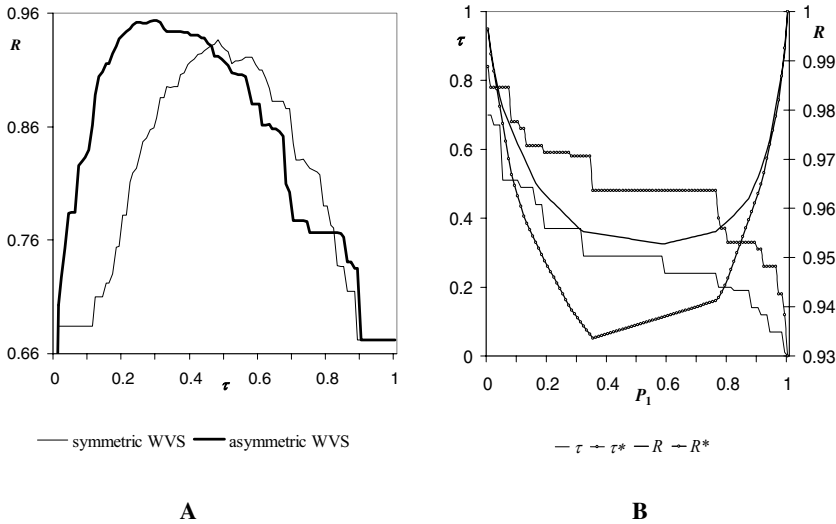 0.96
R
0.86
0.76
0.66
0 0.2 0.4 0.6 0.8 1
τ
symmetric WVS asymmetric WVS
A
1 1
τ R
0.99
0.8
0.98
0.6 0.97
0.4 0.96
0.95
0.2
0.94
0 0.93
0 0.2 0.4 0.6 0.8 1
P1
τ τ* R R*
B